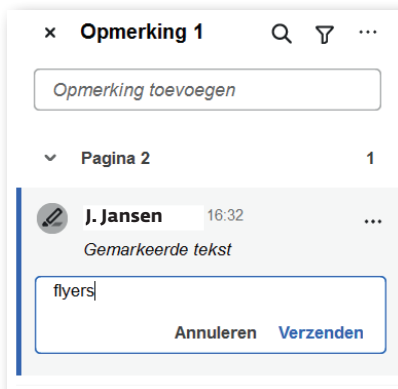 × Opmerking 1 ...
Opmerking toevoegen
Pagina 2 1
J. Jansen 16:32 ...
Gemarkeerde tekst
flyers
Annuleren Verzenden